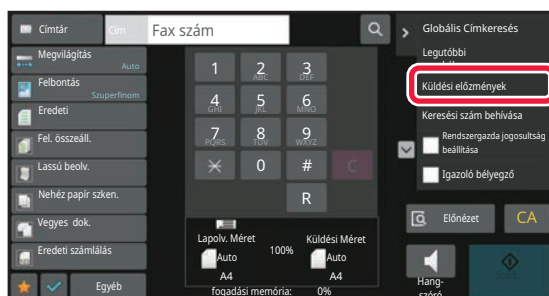 Címtár
Cím
Fax szám
Globális Címkeresés
Legutóbbi
Megvilágítás
Auto
Felbontás
Szuperfinom
Eredeti
Fel. összeáll.
Lassú beolv.
Nehéz papír szken.
Vegyes dok.
Eredeti számlálás
Egyéb
1
2
ABC
3
DEF
4
GHI
5
JKL
6
MNO
7
PQRS
8
TUV
9
WXYZ
0
#
C
R
Küldési előzmények
Keresési szám behívása
Rendszergazda jogosultság
beállítása
Igazoló bélyegző
Előnézet
CA
Lapolv. Méret
100%
Küldési Méret
Auto
A4
Auto
A4
fogadási memória: 0%
Hang-
szóró
Start